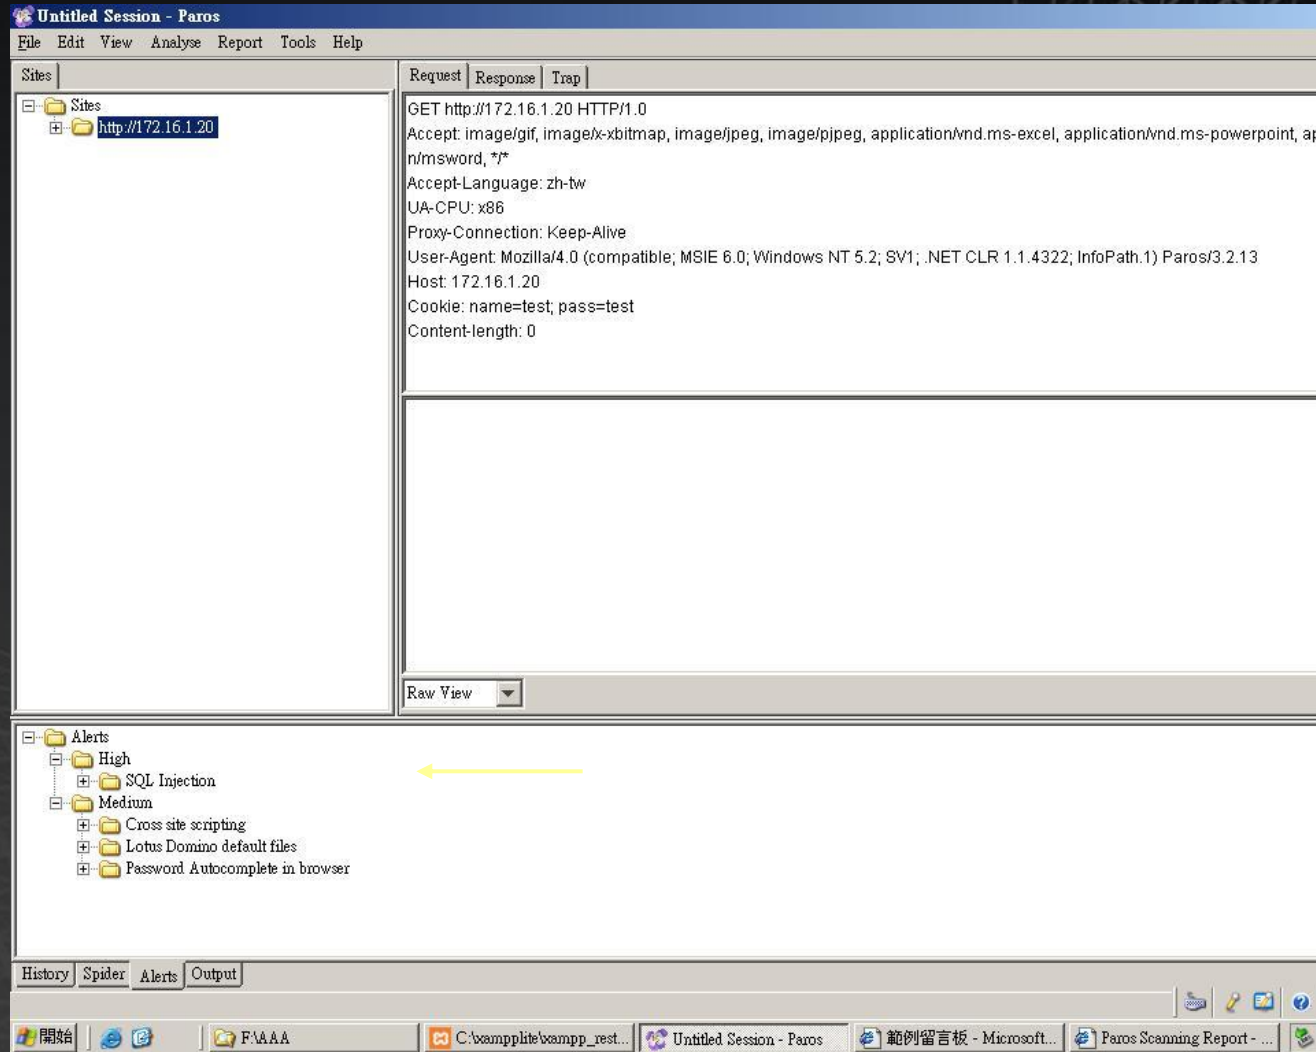 Untitled Session - Paros
File Edit View Analyse Report Tools Help
Sites
Sites
http://172.16.1.20
Request Response Trap
GET http://172.16.1.20 HTTP/1.0
Accept: image/gif, image/x-xbitmap, image/jpeg, image/pjpeg, application/vnd.ms-excel, application/vnd.ms-powerpoint, ap
n/msword, */*
Accept-Language: zh-tw
UA-CPU: x86
Proxy-Connection: Keep-Alive
User-Agent: Mozilla/4.0 (compatible; MSIE 6.0; Windows NT 5.2; SV1; .NET CLR 1.1.4322; InfoPath.1) Paros/3.2.13
Host: 172.16.1.20
Cookie: name=test; pass=test
Content-length: 0
Raw View
Alerts
High
SQL Injection
Medium
Cross site scripting
Lotus Domino default files
Password Autocomplete in browser
History Spider Alerts Output
開始 F:\AAA C:\xampplite\xampp_rest... Untitled Session - Paros 範例留言板 - Microsoft... Paros Scanning Report - ...